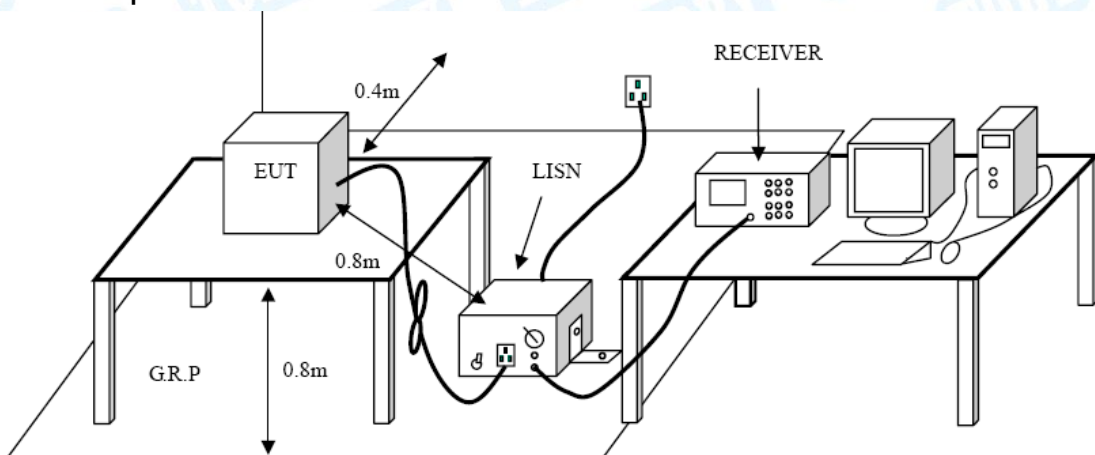 RECEIVER
0.4m
EUT
LISN
0.8m
G.R.P
0.8m